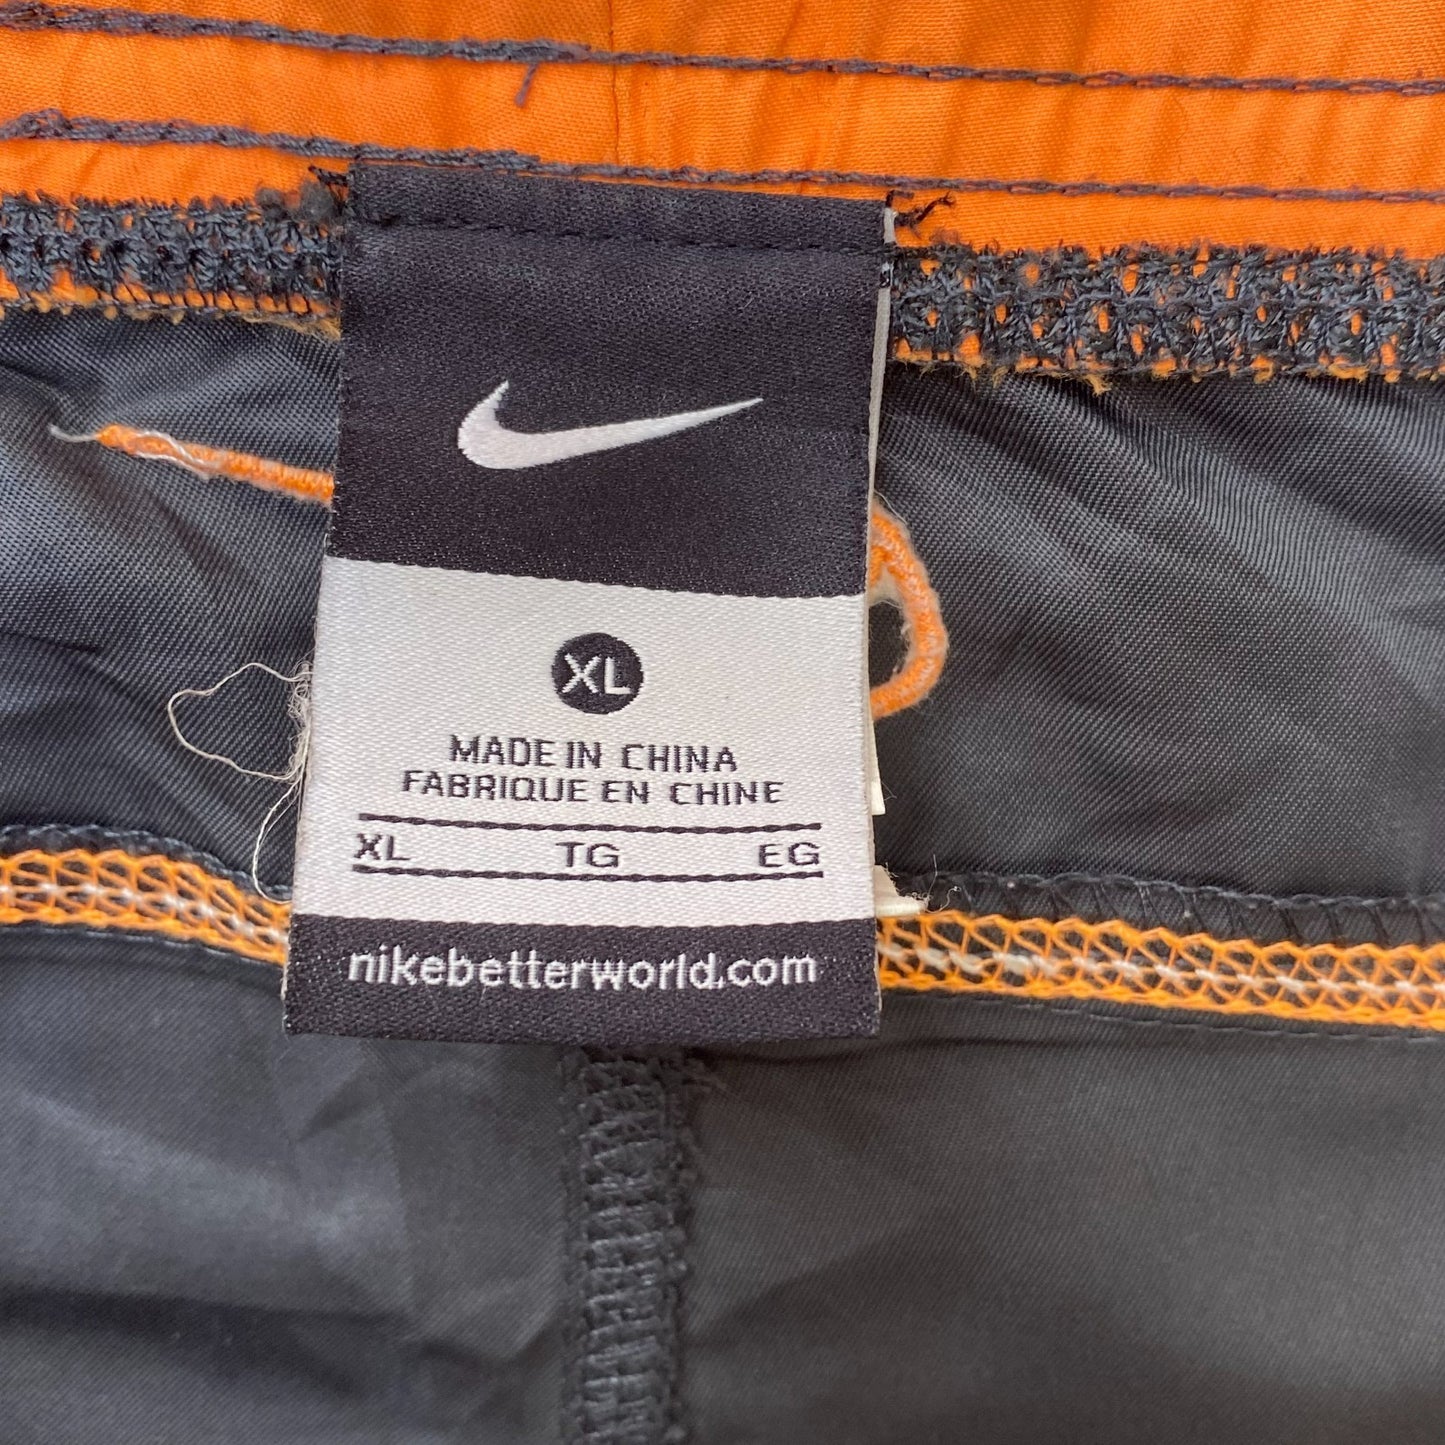 XL
MADE IN CHINA
FABRIQUE EN CHINE
XL TG EG
nikebetterworld.com